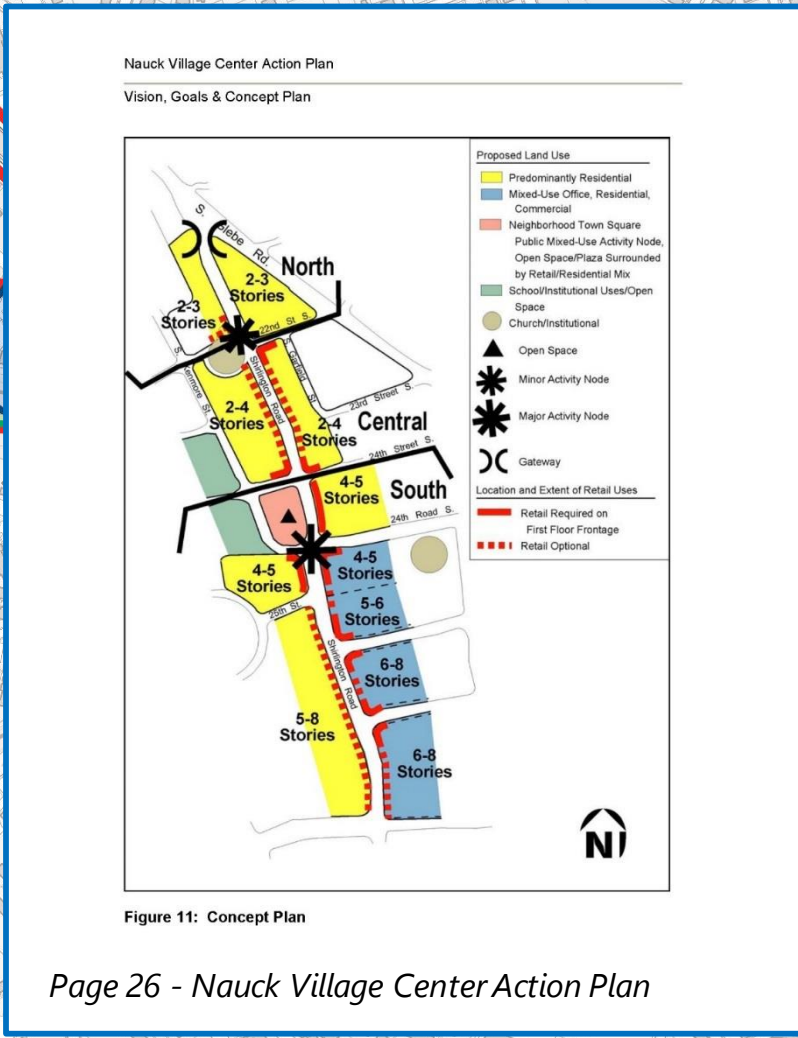 Nauck Village Center Action Plan
Vision, Goals & Concept Plan
Proposed Land Use
Predominantly Residential
Mixed-Use Office, Residential,
Commercial
Neighborhood Town Square
Public Mixed-Use Activity Node,
Open Space/Plaza Surrounded
by Retail/Residential Mix
School/Institutional Uses/Open
Space
Church/Institutional
Open Space
Minor Activity Node
Major Activity Node
Gateway
Location and Extent of Retail Uses
Retail Required on
First Floor Frontage
Retail Optional
S. Glebe Rd.
North
2-3
Stories
2-3
Stories
22nd St S.
S. Kenmore St.
Shirlington Road
S. Garfield St.
23rd Street S.
2-4
Stories
2-4
Stories
Central
24th Street S.
4-5
Stories
South
24th Road S.
4-5
Stories
4-5
Stories
25th St.
5-6
Stories
Shirlington Road
6-8
Stories
5-8
Stories
6-8
Stories
N
Figure 11: Concept Plan
Page 26 - Nauck Village Center Action Plan